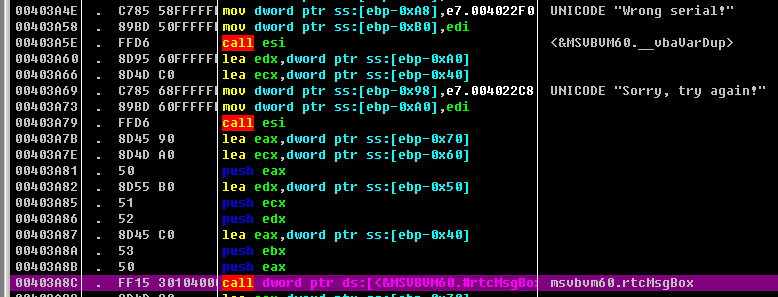 00403A4E . C785 58FFFFF mov dword ptr ss:[ebp-0xA8],e7.004022F0 UNICODE "Wrong serial!"
00403A58 . 89BD 50FFFFF mov dword ptr ss:[ebp-0xB0],edi
00403A5E . FFD6 call esi <&MSVBVM60.__vbaVarDup>
00403A60 . 8D95 60FFFFF lea edx,dword ptr ss:[ebp-0xA0]
00403A66 . 8D4D C0 lea ecx,dword ptr ss:[ebp-0x40]
00403A69 . C785 68FFFFF mov dword ptr ss:[ebp-0x98],e7.004022C8 UNICODE "Sorry, try again!"
00403A73 . 89BD 60FFFFF mov dword ptr ss:[ebp-0xA0],edi
00403A79 . FFD6 call esi
00403A7B . 8D45 90 lea eax,dword ptr ss:[ebp-0x70]
00403A7E . 8D4D A0 lea ecx,dword ptr ss:[ebp-0x60]
00403A81 . 50 push eax
00403A82 . 8D55 B0 lea edx,dword ptr ss:[ebp-0x50]
00403A85 . 51 push ecx
00403A86 . 52 push edx
00403A87 . 8D45 C0 lea eax,dword ptr ss:[ebp-0x40]
00403A8A . 53 push ebx
00403A8B . 50 push eax
00403A8C . FF15 30104000 call dword ptr ds:[<&MSVBVM60.#rtcMsgBox msvbvm60.rtcMsgBox